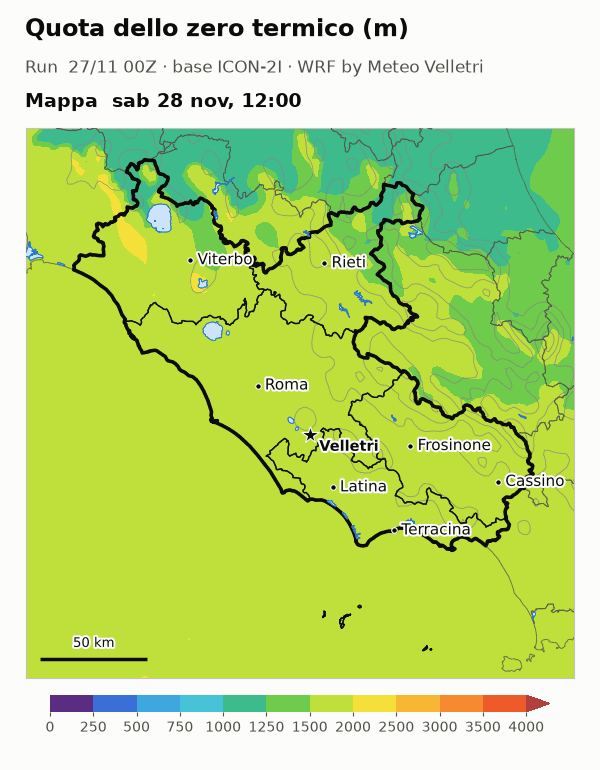 Quota dello zero termico (m)
Run  27/11 00Z · base ICON-2I · WRF by Meteo Velletri
Mappa  sab 28 nov, 12:00
Viterbo
Rieti
Roma
Velletri
Frosinone
Cassino
Latina
Terracina
50 km
0 250 500 750 1000 1250 1500 2000 2500 3000 3500 4000